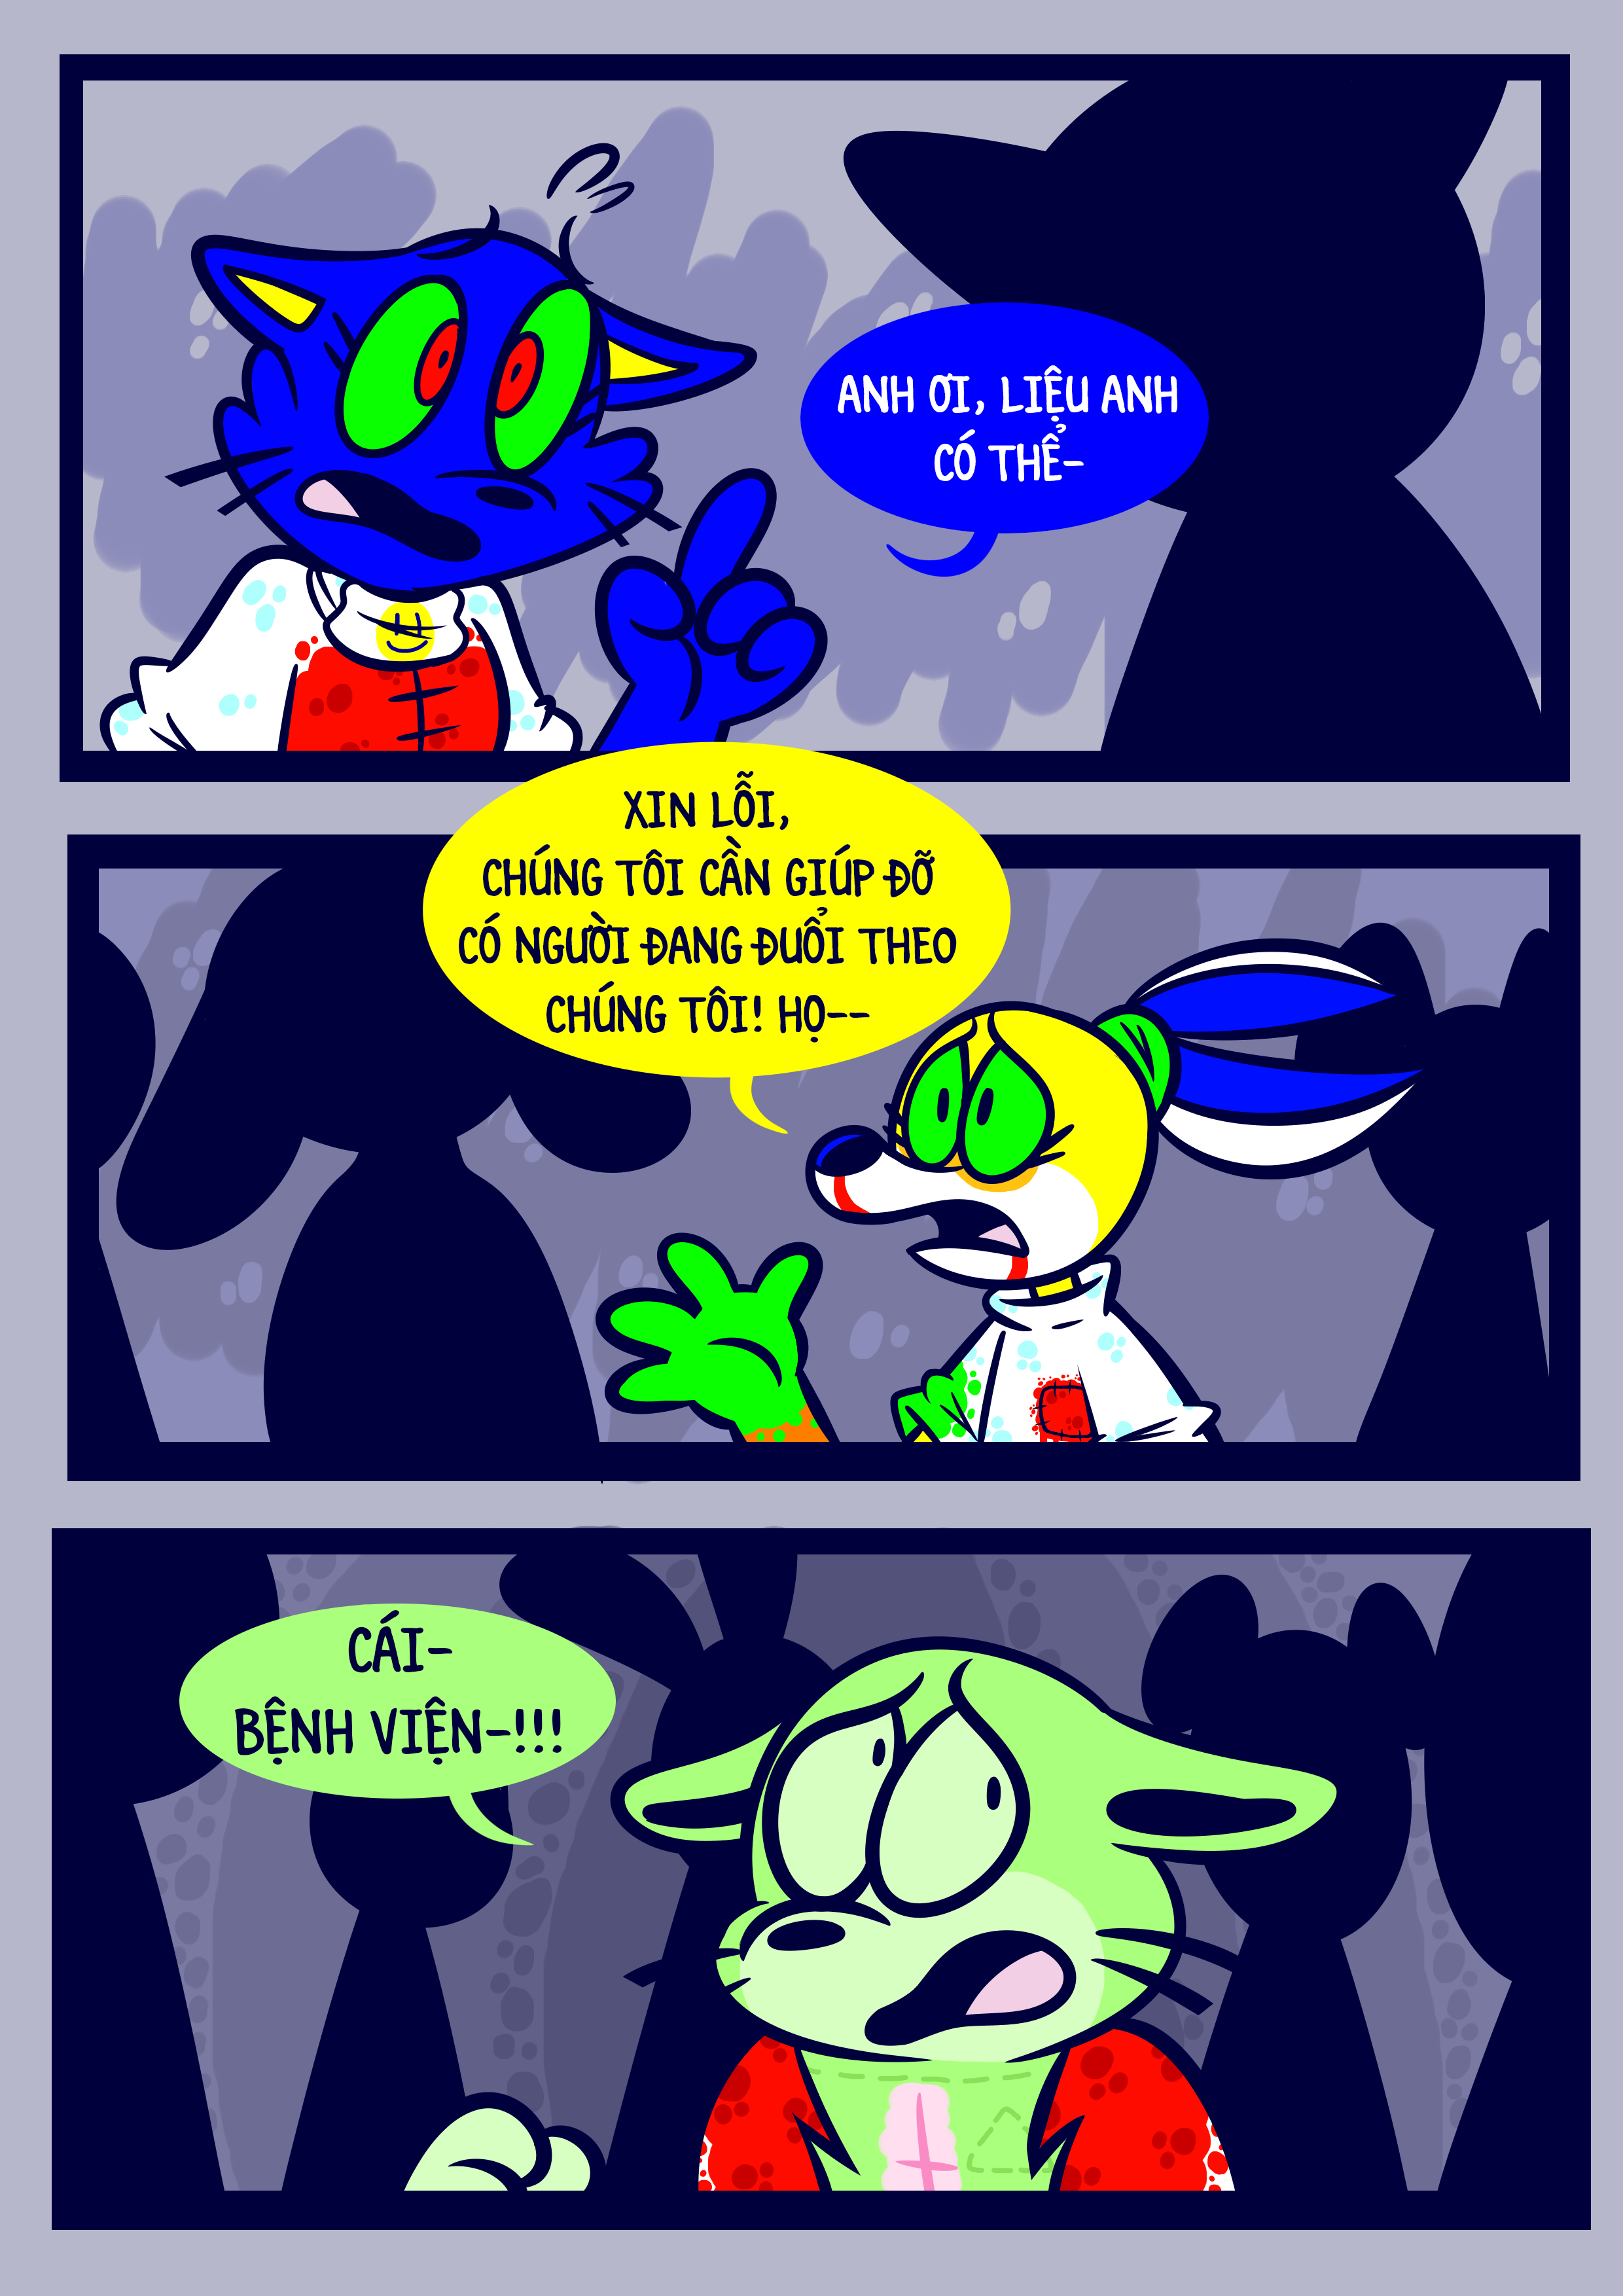 ANH ƠI, LIỆU ANH
CÓ THỂ-
XIN LỖI,
CHÚNG TÔI CẦN GIÚP ĐỠ
CÓ NGƯỜI ĐANG ĐUỔI THEO
CHÚNG TÔI! HỌ--
CÁI-
BỆNH VIỆN-!!!